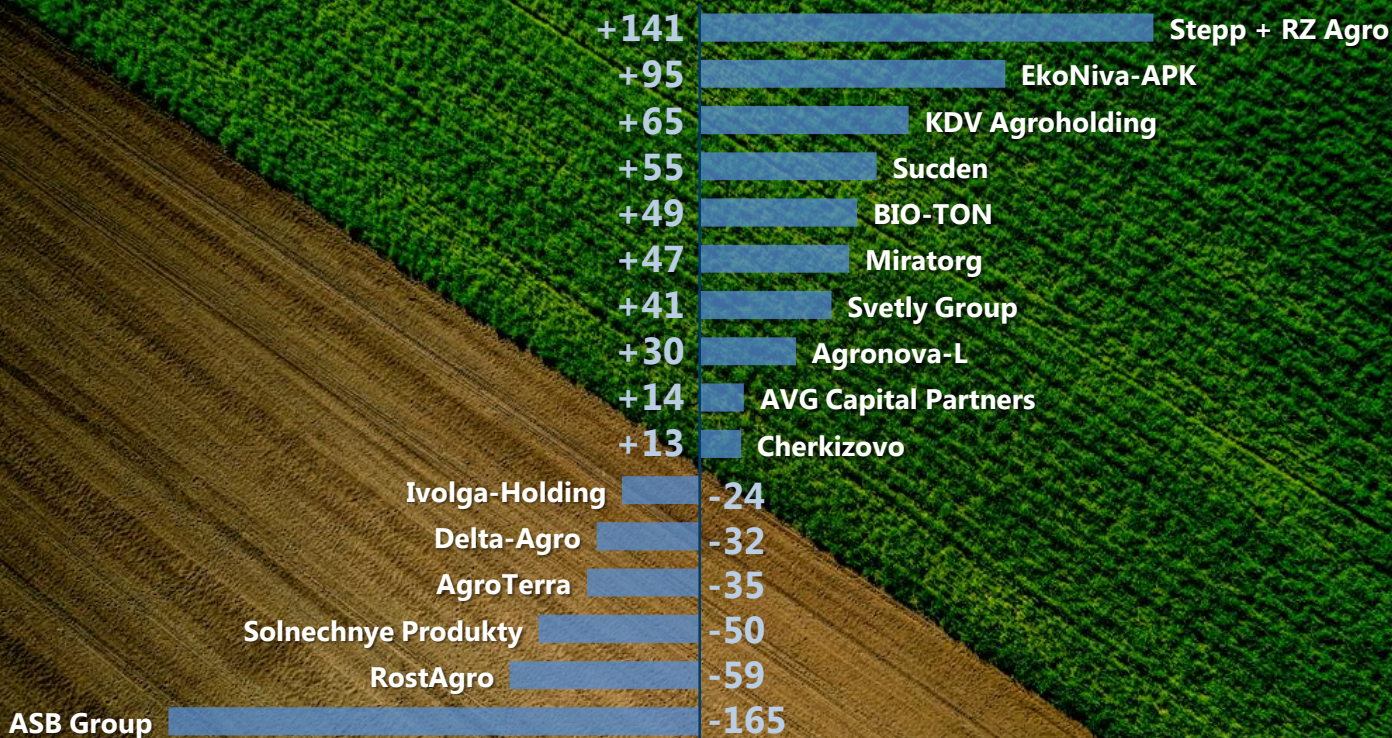 +141 Stepp + RZ Agro
+95 EkoNiva-APK
+65 KDV Agroholding
+55 Sucden
+49 BIO-TON
+47 Miratorg
+41 Svetly Group
+30 Agronova-L
+14 AVG Capital Partners
+13 Cherkizovo
Ivolga-Holding -24
Delta-Agro -32
AgroTerra -35
Solnechnye Produkty -50
RostAgro -59
ASB Group -165